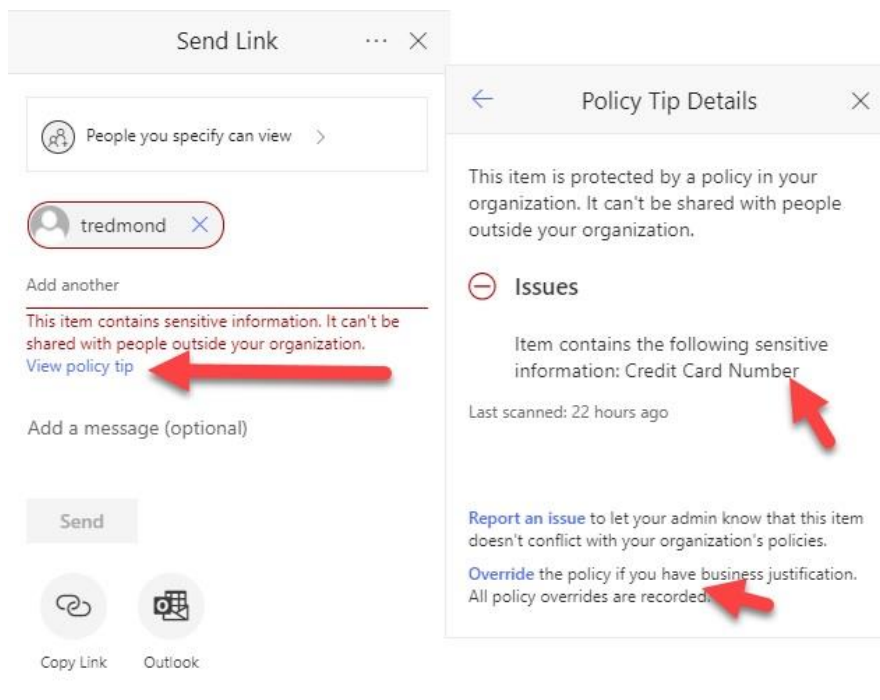 Send Link
People you specify can view
tredmond
Add another
This item contains sensitive information. It can't be
shared with people outside your organization.
View policy tip
Add a message (optional)
Send
Copy Link
Outlook
Policy Tip Details
This item is protected by a policy in your
organization. It can't be shared with people
outside your organization.
Issues
Item contains the following sensitive
information: Credit Card Number
Last scanned: 22 hours ago
Report an issue to let your admin know that this item
doesn't conflict with your organization's policies.
Override the policy if you have business justification.
All policy overrides are recorded.